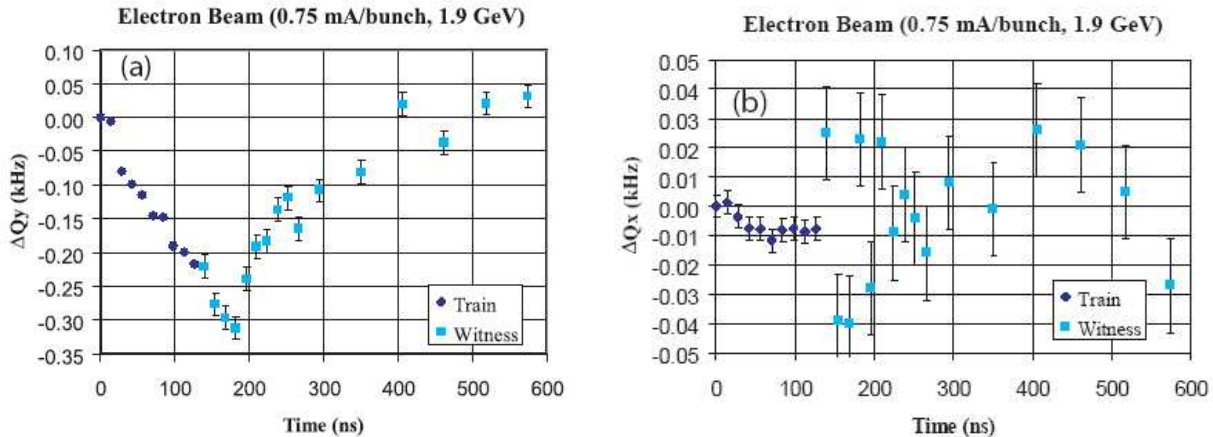 Electron Beam (0.75 mA/bunch, 1.9 GeV)
0.10
0.05
0.00
-0.05
-0.10
-0.15
-0.20
-0.25
-0.30
-0.35
ΔQy (kHz)
(a)
Train
Witness
0 100 200 300 400 500 600
Time (ns)
Electron Beam (0.75 mA/bunch, 1.9 GeV)
0.05
0.04
0.03
0.02
0.01
0.00
-0.01
-0.02
-0.03
-0.04
-0.05
ΔQx (kHz)
(b)
Train
Witness
0 100 200 300 400 500 600
Time (ns)